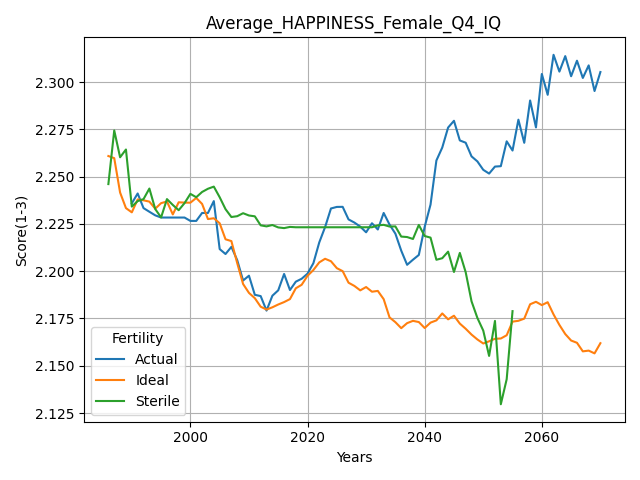 Average_HAPPINESS_Female_Q4_IQ
Score(1-3)
2.300
2.275
2.250
2.225
2.200
2.175
2.150
2.125
Fertility
Actual
Ideal
Sterile
2000 2020 2040 2060
Years